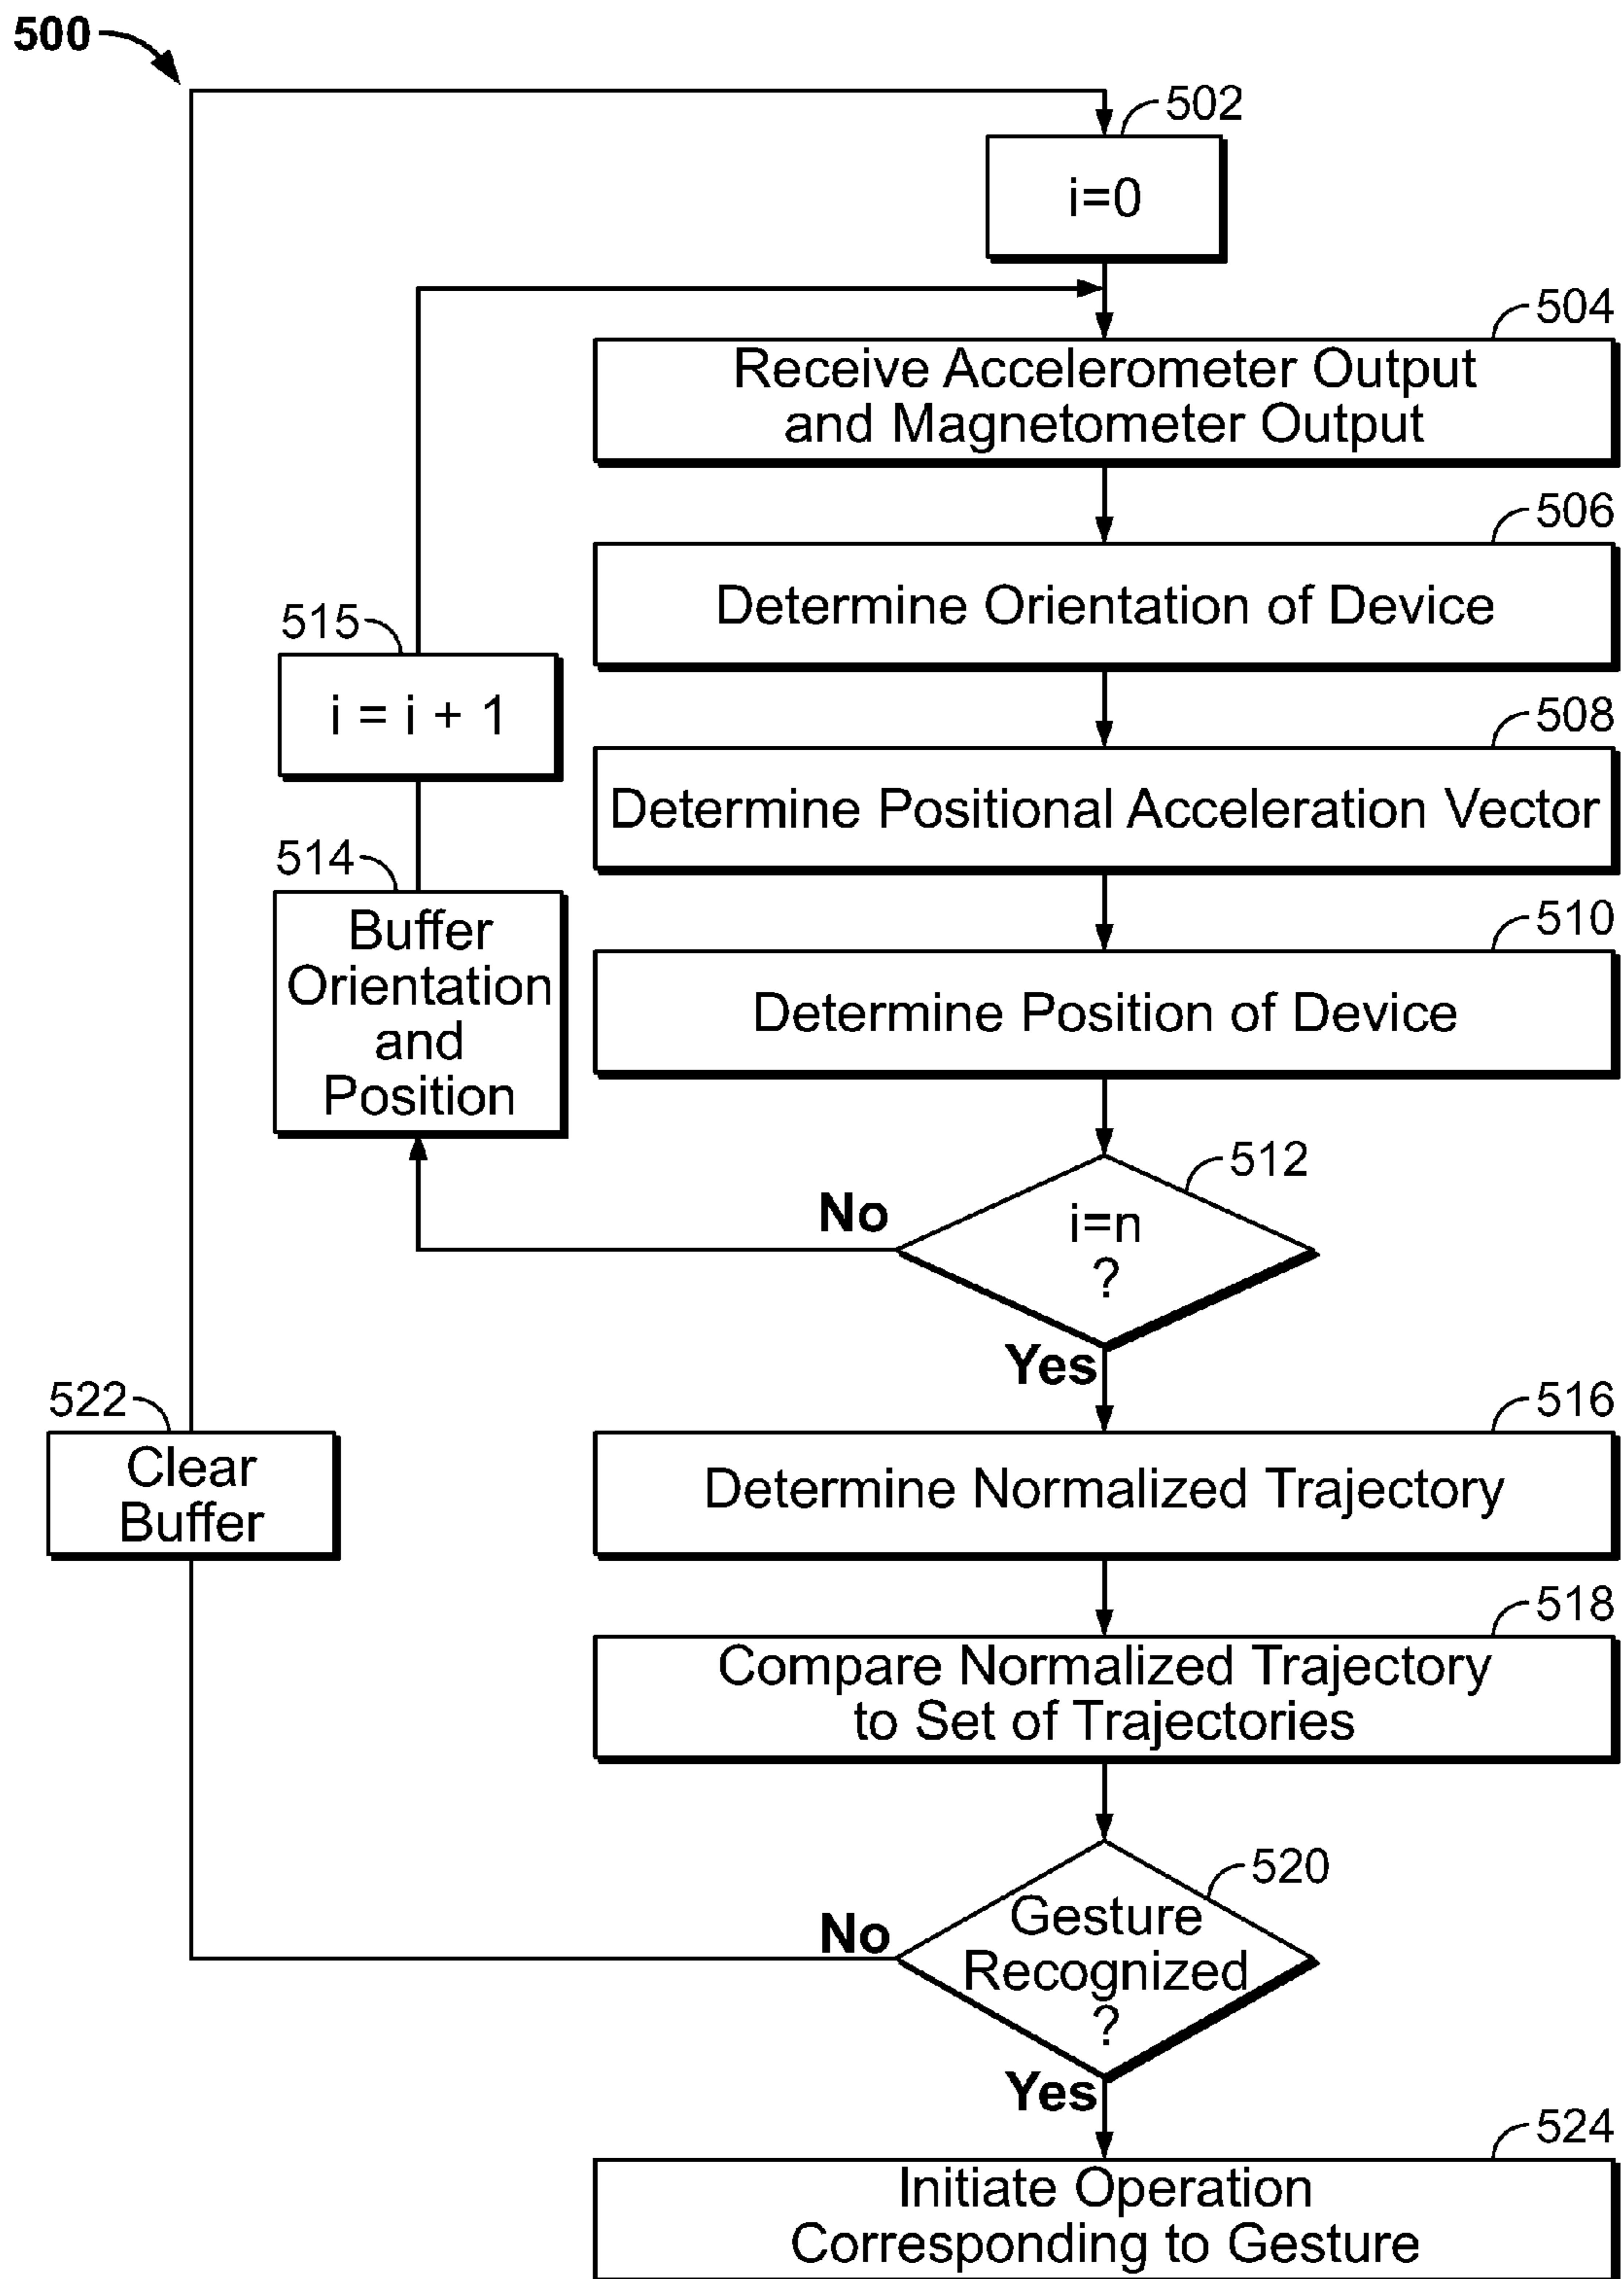 500
502
i=0
504
Receive Accelerometer Output
and Magnetometer Output
506
Determine Orientation of Device
515
i = i + 1
508
Determine Positional Acceleration Vector
514
Buffer
Orientation
and
Position
510
Determine Position of Device
512
No
i=n
?
Yes
522
Clear
Buffer
516
Determine Normalized Trajectory
518
Compare Normalized Trajectory
to Set of Trajectories
520
No
Gesture
Recognized
?
Yes
524
Initiate Operation
Corresponding to Gesture